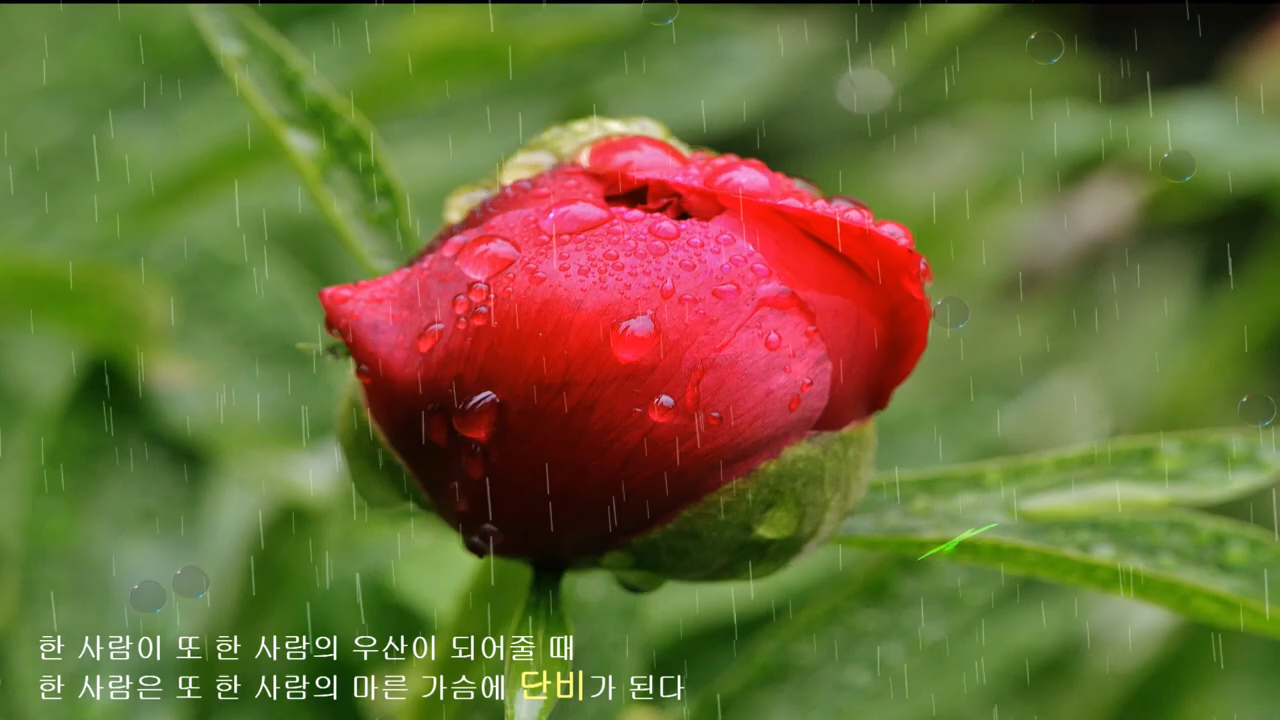 한 사람이 또 한 사람의 우산이 되어줄 때
한 사람은 또 한 사람의 마른 가슴에 단비가 된다